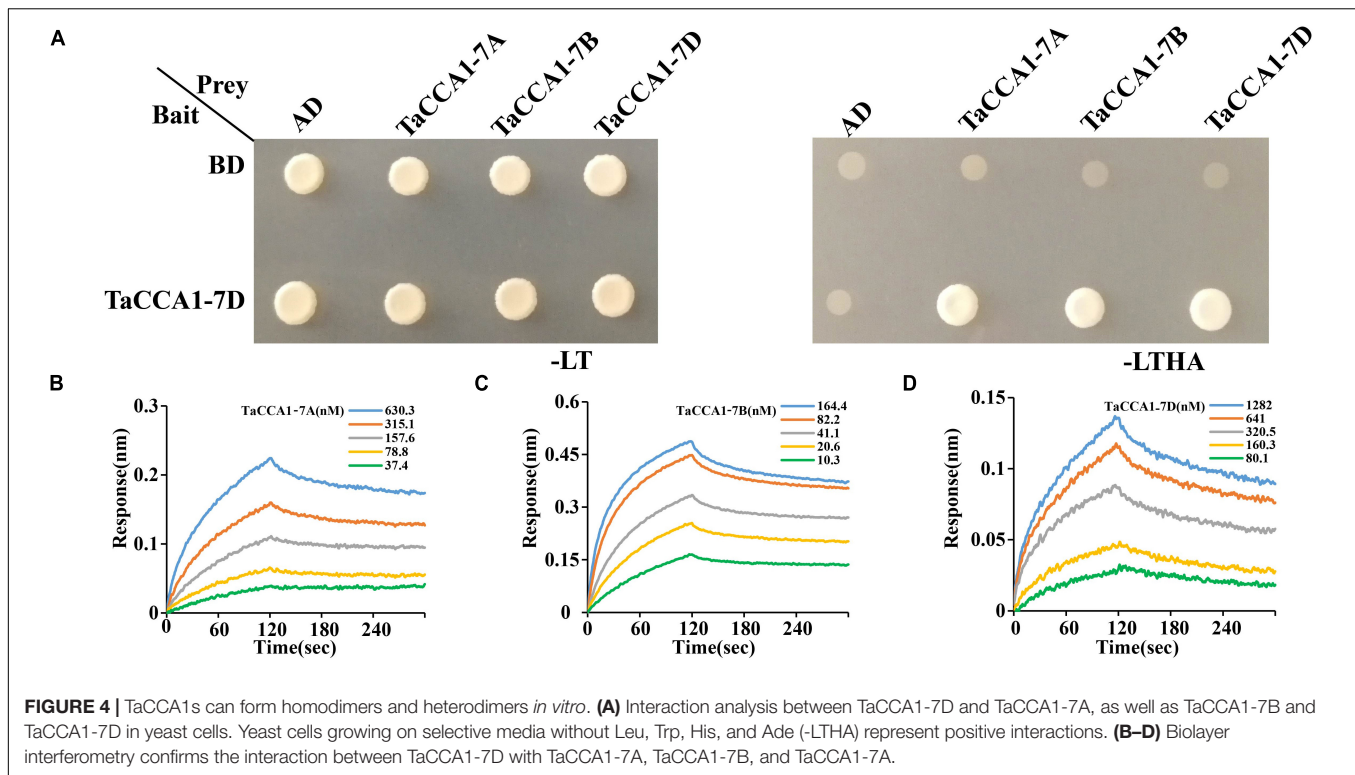 A
Prey
Bait
AD TaCCA1-7A TaCCA1-7B TaCCA1-7D
AD TaCCA1-7A TaCCA1-7B TaCCA1-7D
BD
TaCCA1-7D
-LT
-LTHA
B
Response(nm)
0.3
0.2
0.1
0
0 60 120 240
Time(sec)
TaCCA1-7A(nM)
630.3
315.1
157.6
78.8
37.4
C
Response(nm)
0.6
0.45
0.3
0.15
0
0 60 120 240
Time(sec)
TaCCA1-7B(nM)
164.4
82.2
41.1
20.6
10.3
D
Response(nm)
0.15
0.1
0.05
0
0 60 120 240
Time(sec)
TaCCA1-7D(nM)
1282
641
320.5
160.3
80.1
FIGURE 4 | TaCCA1s can form homodimers and heterodimers in vitro. (A) Interaction analysis between TaCCA1-7D and TaCCA1-7A, as well as TaCCA1-7B and
TaCCA1-7D in yeast cells. Yeast cells growing on selective media without Leu, Trp, His, and Ade (-LTHA) represent positive interactions. (B–D) Biolayer
interferometry confirms the interaction between TaCCA1-7D with TaCCA1-7A, TaCCA1-7B, and TaCCA1-7A.